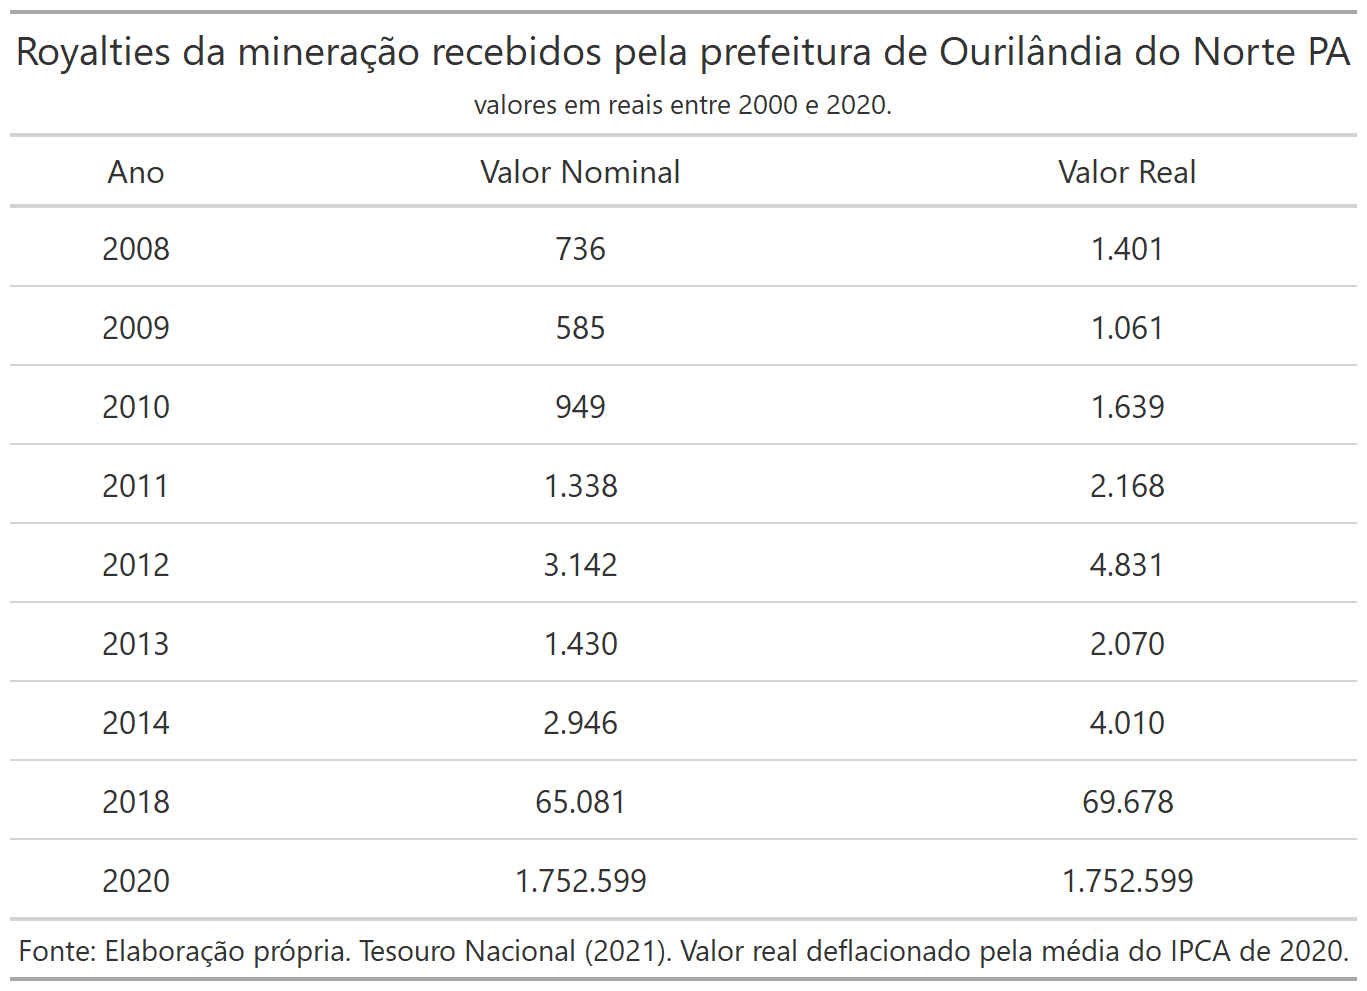 Royalties da mineração recebidos pela prefeitura de Ourilândia do Norte PA
valores em reais entre 2000 e 2020.
Ano Valor Nominal Valor Real
2008 736 1.401
2009 585 1.061
2010 949 1.639
2011 1.338 2.168
2012 3.142 4.831
2013 1.430 2.070
2014 2.946 4.010
2018 65.081 69.678
2020 1.752.599 1.752.599
Fonte: Elaboração própria. Tesouro Nacional (2021). Valor real deflacionado pela média do IPCA de 2020.